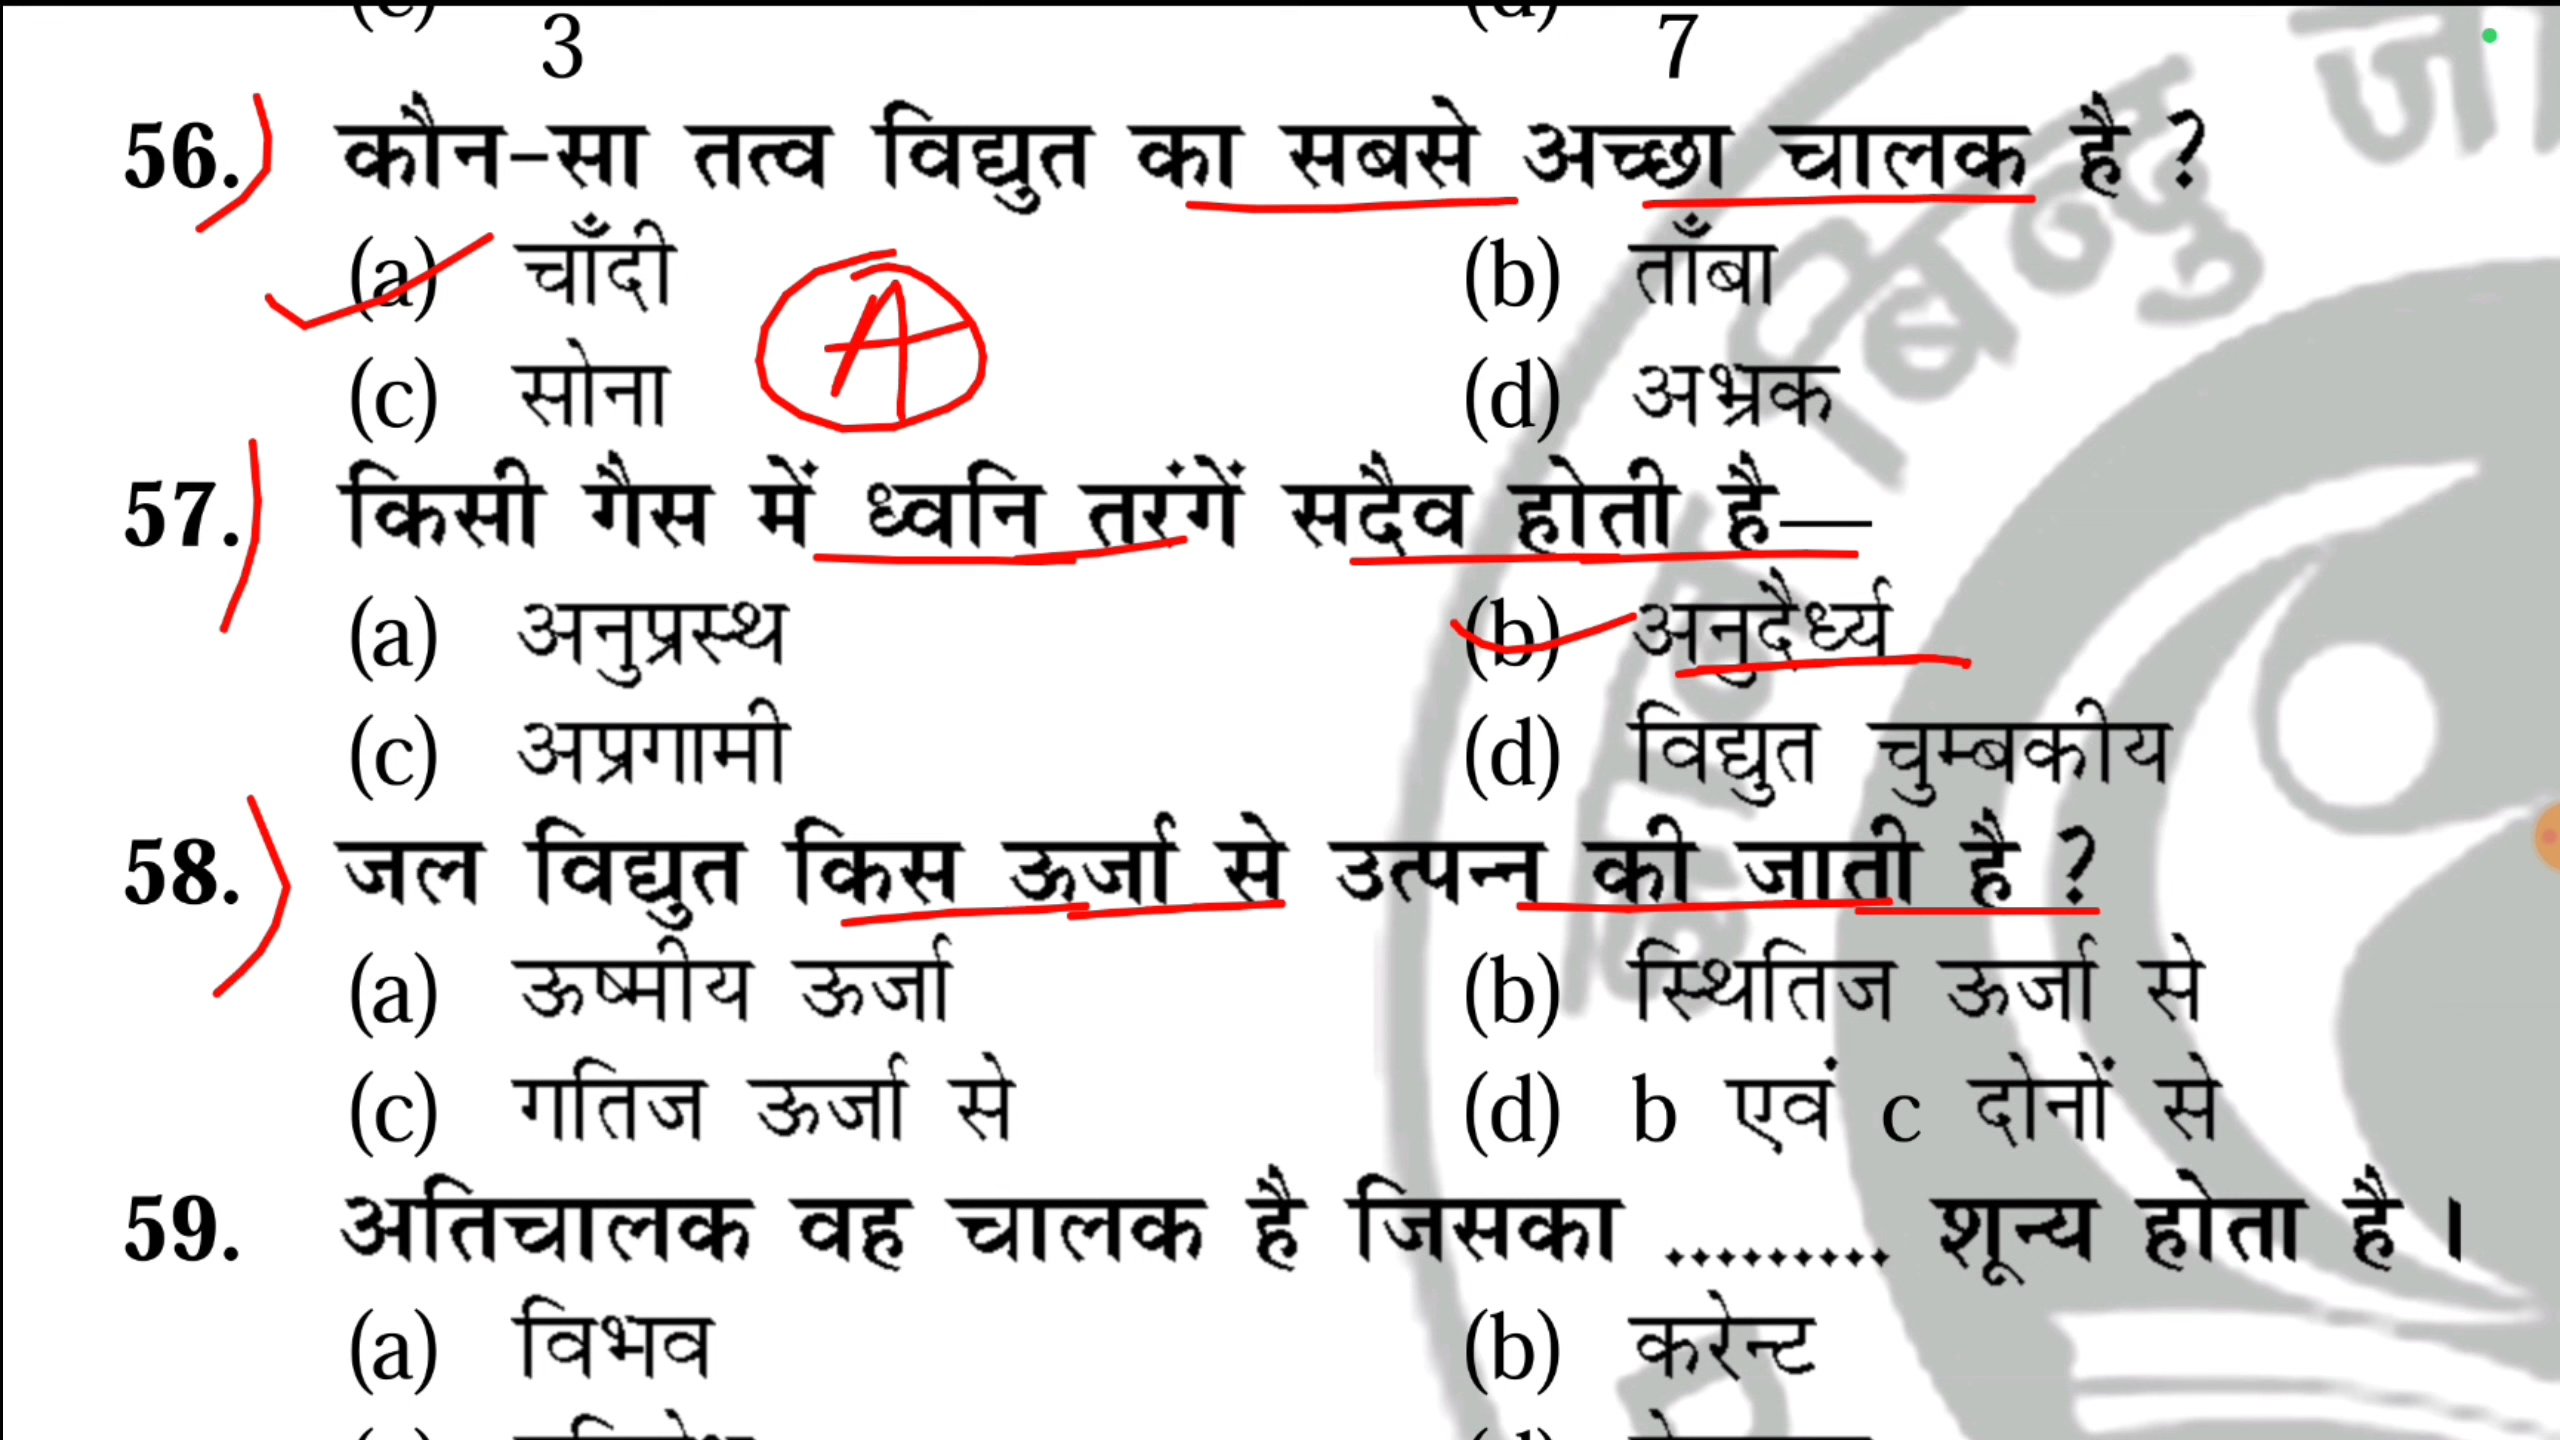 (c) 3 (d) 7
56. कौन-सा तत्व विद्युत का सबसे अच्छा चालक है ?
(a) चाँदी (b) ताँबा
A
(c) सोना (d) अभ्रक
57. किसी गैस में ध्वनि तरंगें सदैव होती है—
(a) अनुप्रस्थ (b) अनुदैर्ध्य
(c) अप्रगामी (d) विद्युत चुम्बकीय
58. जल विद्युत किस ऊर्जा से उत्पन्न की जाती है ?
(a) ऊष्मीय ऊर्जा (b) स्थितिज ऊर्जा से
(c) गतिज ऊर्जा से (d) b एवं c दोनों से
59. अतिचालक वह चालक है जिसका ......... शून्य होता है ।
(a) विभव (b) करेन्ट